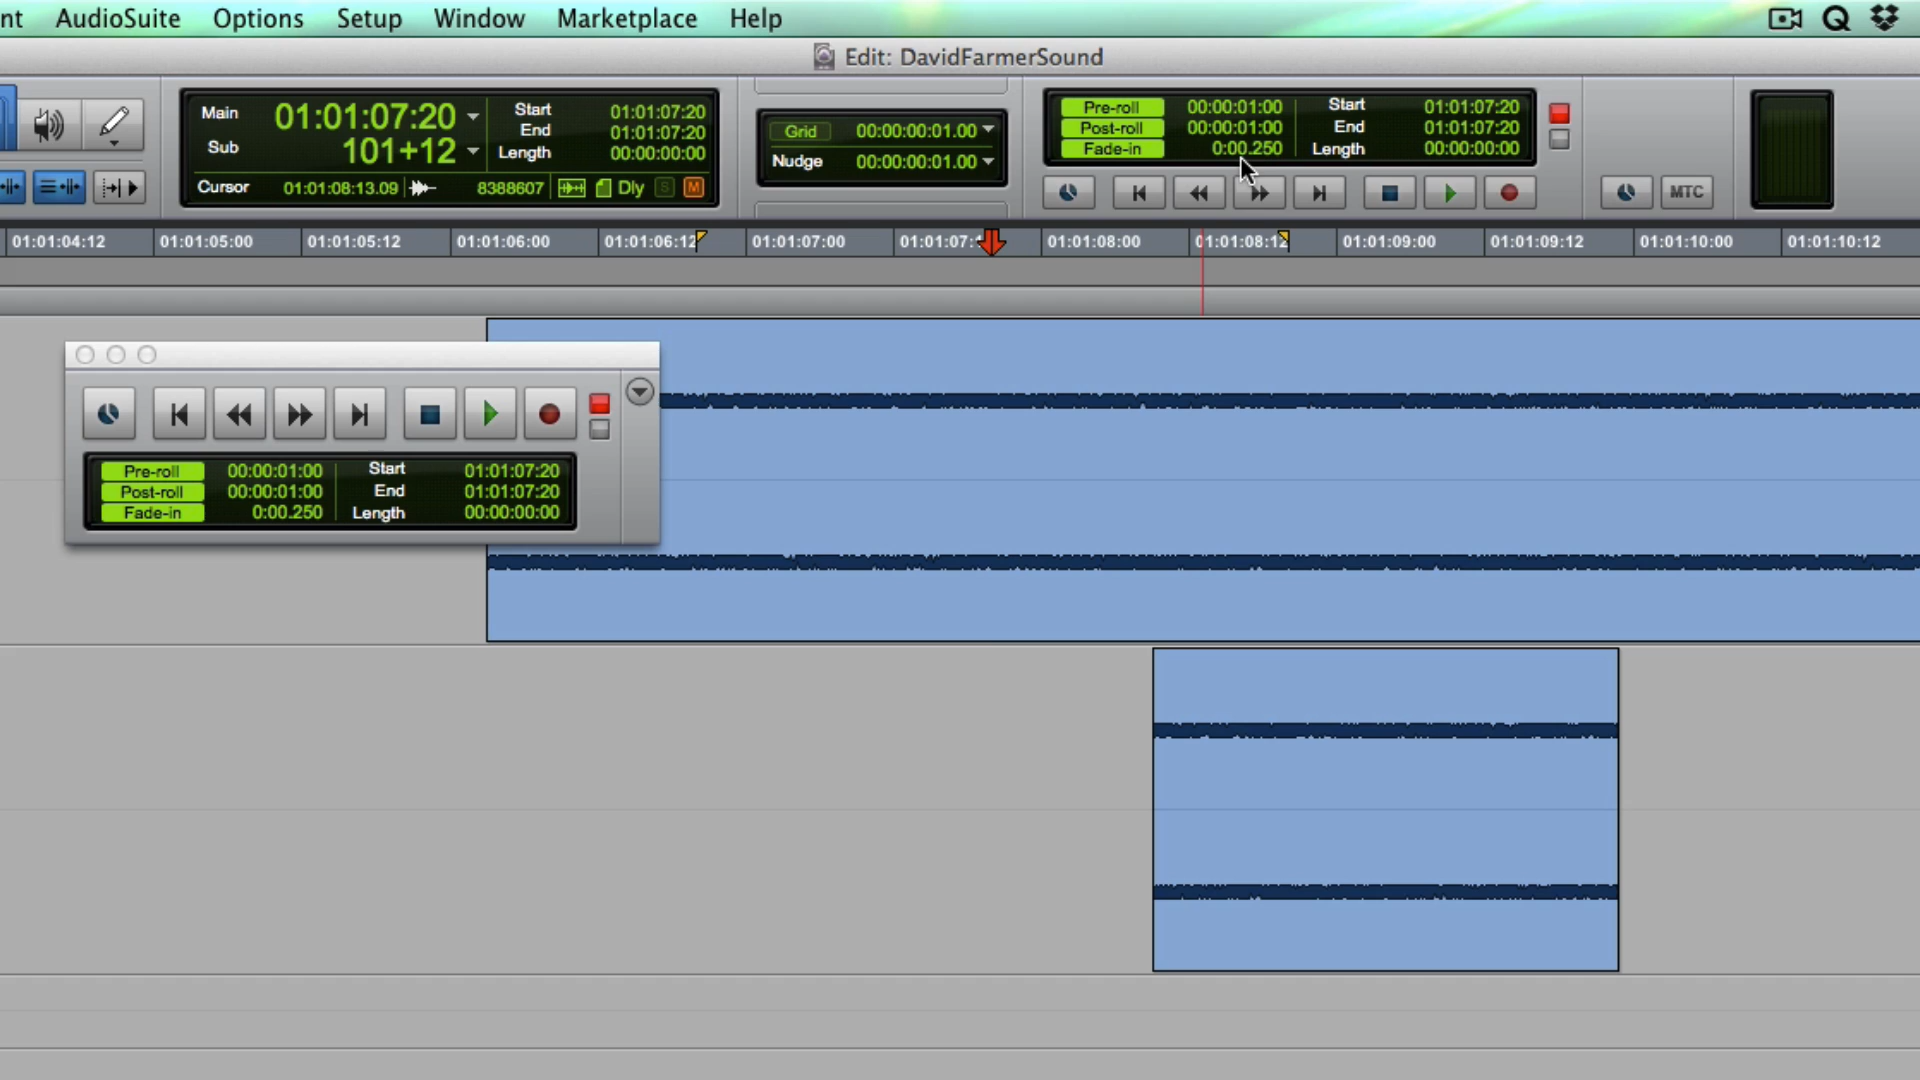 nt AudioSuite Options Setup Window Marketplace Help
Edit: DavidFarmerSound
Main 01:01:07:20
Sub 101+12
Start 01:01:07:20
End 01:01:07:20
Length 00:00:00:00
Cursor 01:01:08:13.09 8388607 Dly S M
Grid 00:00:00:01.00
Nudge 00:00:00:01.00
Pre-roll 00:00:01:00 Start 01:01:07:20
Post-roll 00:00:01:00 End 01:01:07:20
Fade-in 0:00.250 Length 00:00:00:00
MTC
01:01:04:12 01:01:05:00 01:01:05:12 01:01:06:00 01:01:06:12 01:01:07:00 01:01:07: 01:01:08:00 01:01:08:12 01:01:09:00 01:01:09:12 01:01:10:00 01:01:10:12
Pre-roll 00:00:01:00 Start 01:01:07:20
Post-roll 00:00:01:00 End 01:01:07:20
Fade-in 0:00.250 Length 00:00:00:00